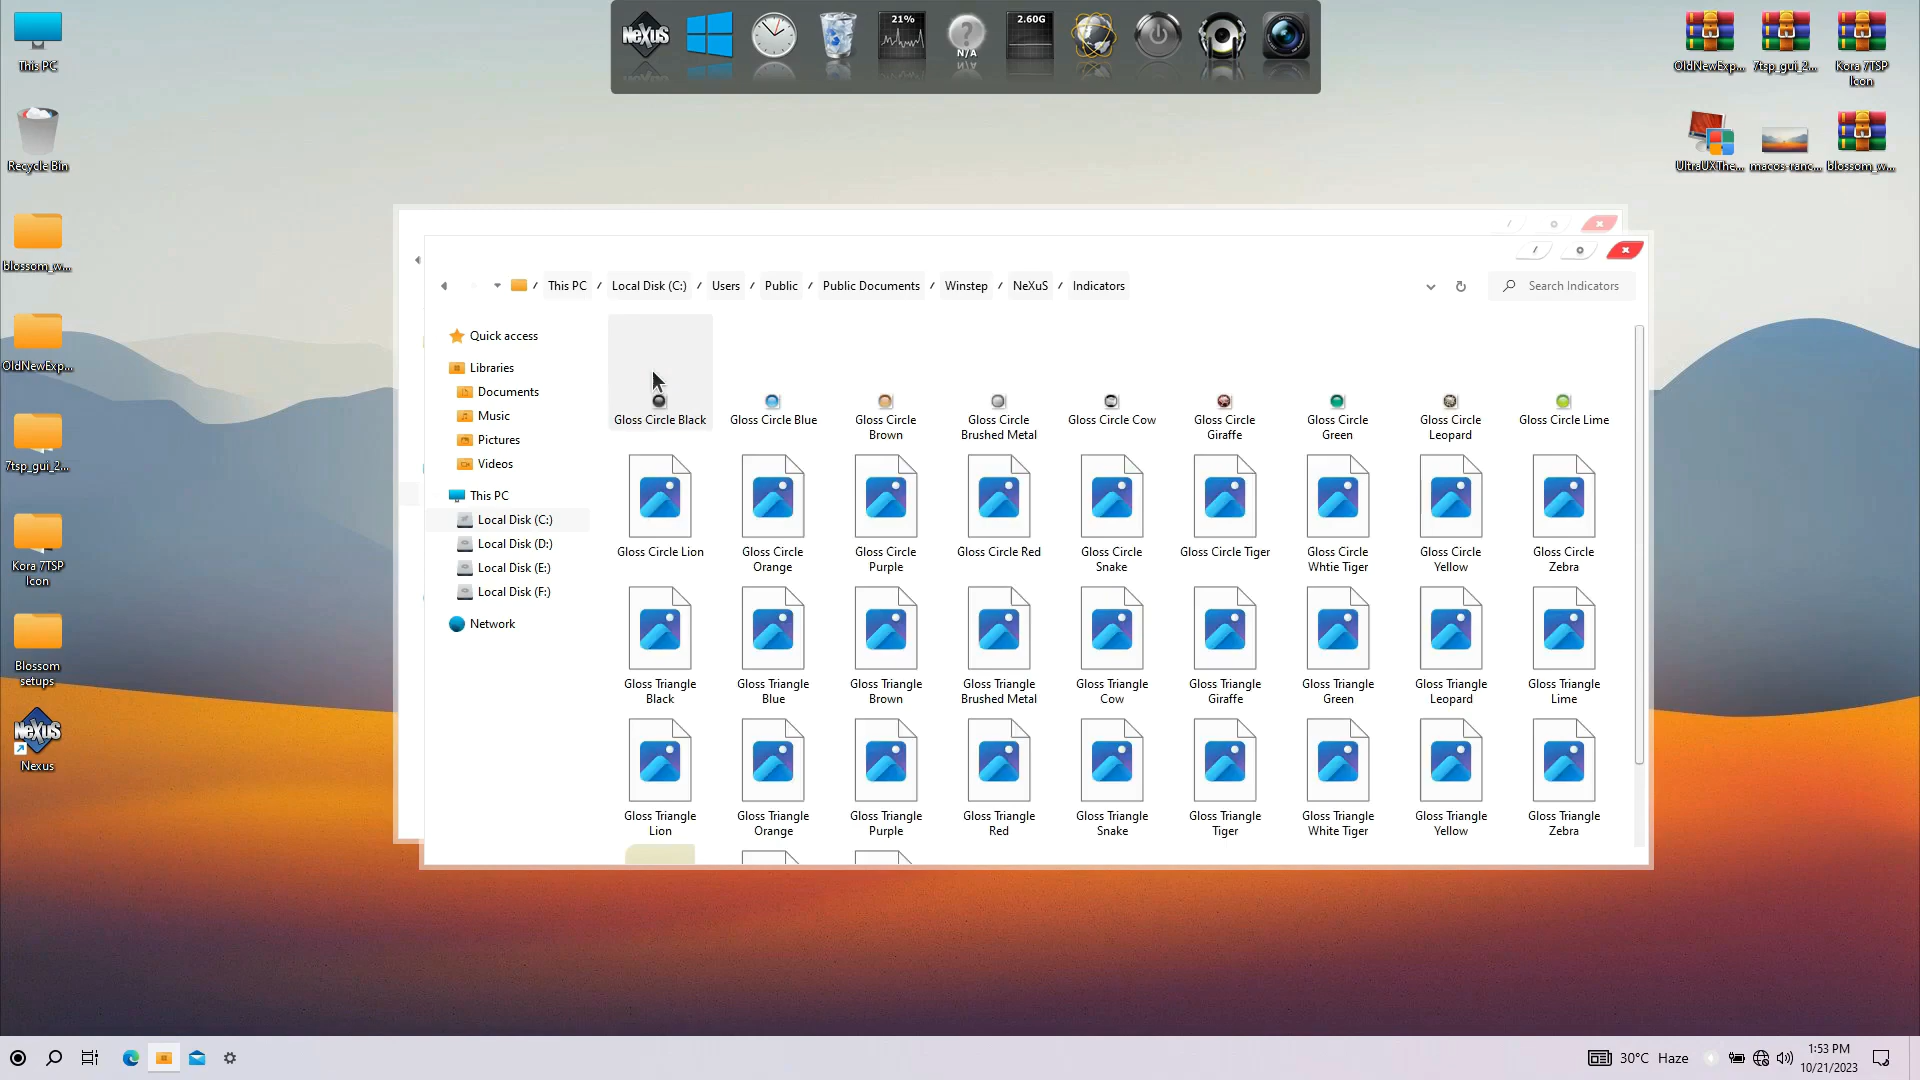 NeXuS
21%
N/A
2.60G
This PC
Recycle Bin
blossom_w...
OldNewExp...
7tsp_gui_2...
Kora 7TSP
Icon
Blossom
setups
NeXuS
Nexus
OldNewExp...
7tsp_gui_2...
Kora 7TSP
Icon
UltraUXThe...
macos-ranc...
blossom_w...
/ This PC / Local Disk (C:) / Users / Public / Public Documents / Winstep / NeXuS / Indicators
Search Indicators
Quick access
Libraries
Documents
Music
Pictures
Videos
This PC
Local Disk (C:)
Local Disk (D:)
Local Disk (E:)
Local Disk (F:)
Network
Gloss Circle Black
Gloss Circle Blue
Gloss Circle
Brown
Gloss Circle
Brushed Metal
Gloss Circle Cow
Gloss Circle
Giraffe
Gloss Circle
Green
Gloss Circle
Leopard
Gloss Circle Lime
Gloss Circle Lion
Gloss Circle
Orange
Gloss Circle
Purple
Gloss Circle Red
Gloss Circle
Snake
Gloss Circle Tiger
Gloss Circle
Whtie Tiger
Gloss Circle
Yellow
Gloss Circle
Zebra
Gloss Triangle
Black
Gloss Triangle
Blue
Gloss Triangle
Brown
Gloss Triangle
Brushed Metal
Gloss Triangle
Cow
Gloss Triangle
Giraffe
Gloss Triangle
Green
Gloss Triangle
Leopard
Gloss Triangle
Lime
Gloss Triangle
Lion
Gloss Triangle
Orange
Gloss Triangle
Purple
Gloss Triangle
Red
Gloss Triangle
Snake
Gloss Triangle
Tiger
Gloss Triangle
White Tiger
Gloss Triangle
Yellow
Gloss Triangle
Zebra
30°C Haze
1:53 PM
10/21/2023